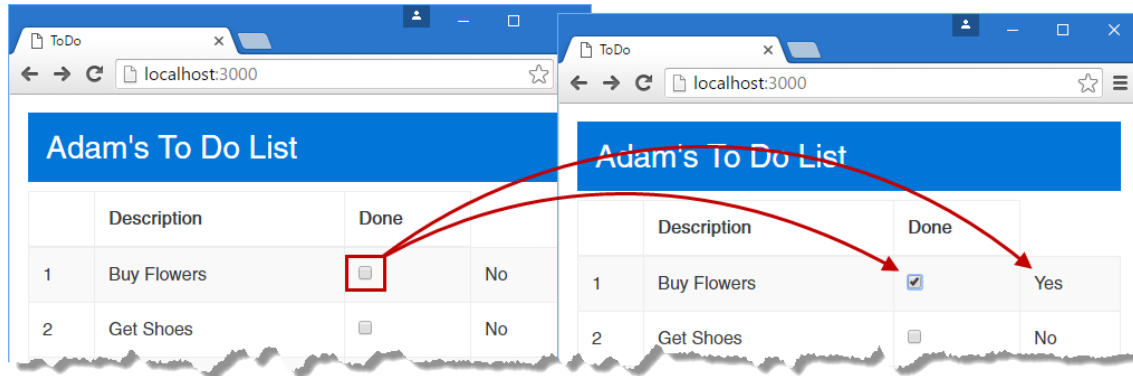 ToDo
localhost:3000
Adam's To Do List
Description Done
1 Buy Flowers No
2 Get Shoes No
ToDo
localhost:3000
Adam's To Do List
Description Done
1 Buy Flowers Yes
2 Get Shoes No